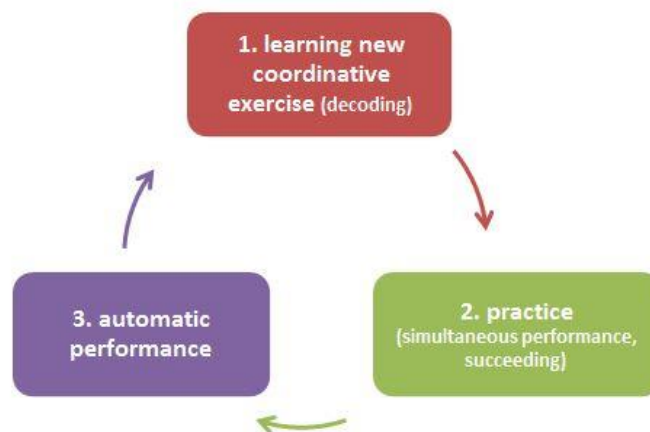 1. learning new
coordinative
exercise (decoding)
2. practice
(simultaneous performance,
succeeding)
3. automatic
performance